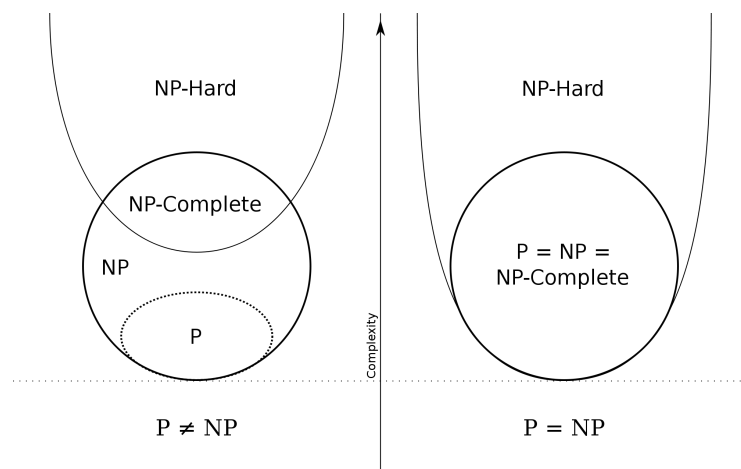 NP-Hard
NP-Complete
NP
P
P ≠ NP
Complexity
NP-Hard
P = NP =
NP-Complete
P = NP